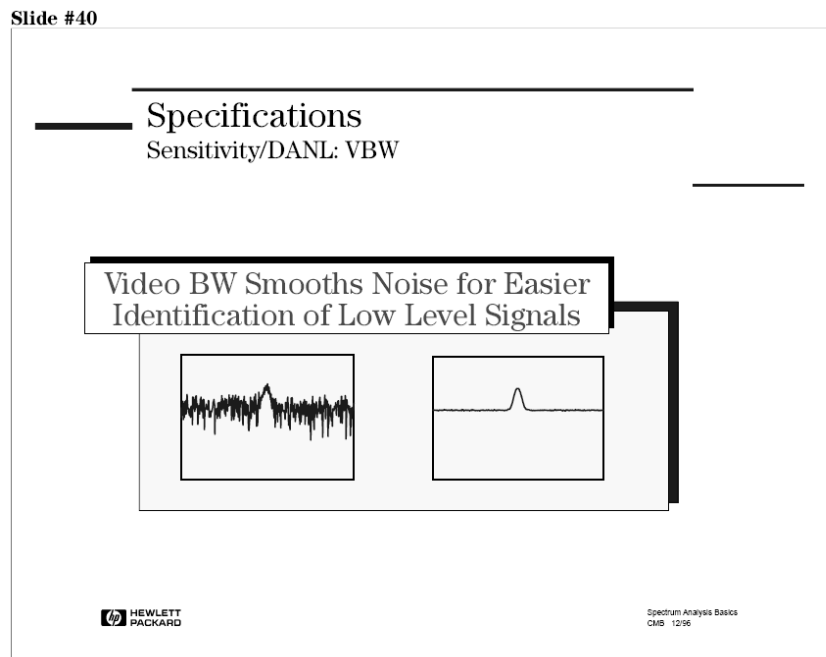 Slide #40
Specifications
Sensitivity/DANL: VBW
Video BW Smooths Noise for Easier
Identification of Low Level Signals
hp HEWLETT
PACKARD
Spectrum Analysis Basics
CMB 12/96